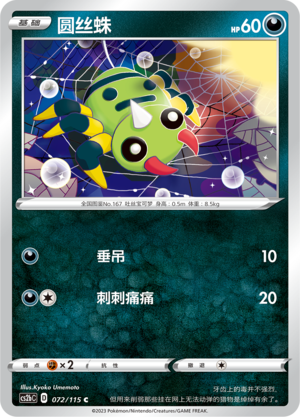 基础 圆丝蛛 HP60
全国图鉴No.167 吐丝宝可梦 身高：0.5m 体重：8.5kg
垂吊 10
刺刺痛痛 20
弱点 ×2 抵抗力 撤退
Illus.Kyoko Umemoto
cs2bC D 072/115 C
牙齿上的毒并不强烈。
但用来削弱那些挂在网上无法动弹的猎物是绰绰有余了。
©2023 Pokémon/Nintendo/Creatures/GAME FREAK.